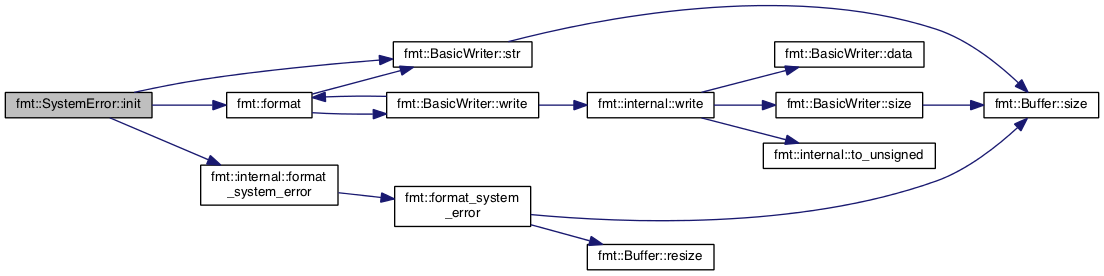 fmt::SystemError::init
fmt::BasicWriter::str
fmt::format
fmt::internal::format
_system_error
fmt::BasicWriter::write
fmt::format_system
_error
fmt::internal::write
fmt::Buffer::resize
fmt::BasicWriter::data
fmt::BasicWriter::size
fmt::internal::to_unsigned
fmt::Buffer::size